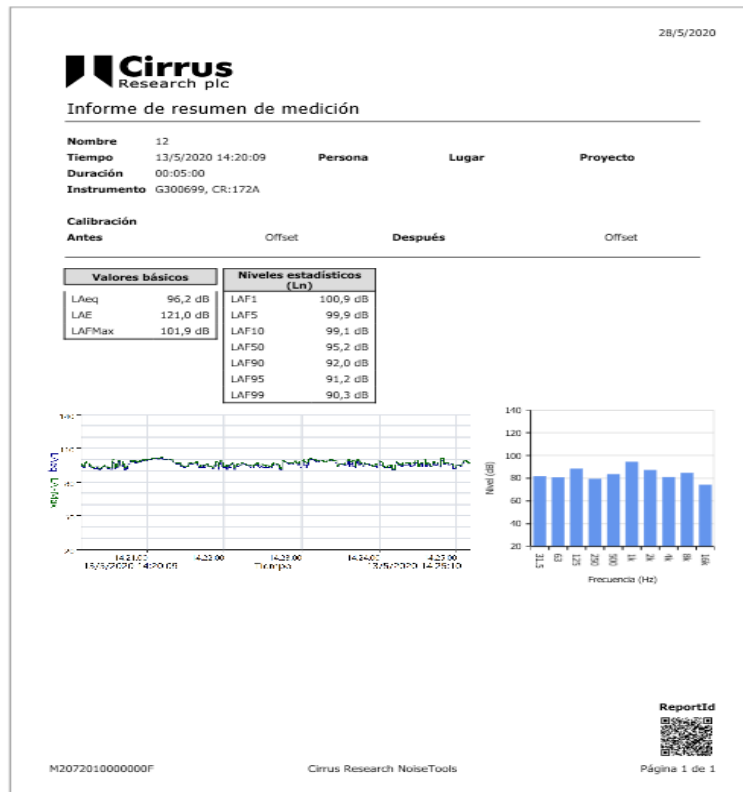 28/5/2020
Cirrus
Research plc
Informe de resumen de medición
Nombre 12
Tiempo 13/5/2020 14:20:09 Persona Lugar Proyecto
Duración 00:05:00
Instrumento G300699, CR:172A
Calibración
Antes Offset Después Offset
Valores básicos
LAeq 96,2 dB
LAE 121,0 dB
LAFMax 101,9 dB
Niveles estadísticos
(Ln)
LAF1 100,9 dB
LAF5 99,9 dB
LAF10 99,1 dB
LAF50 95,2 dB
LAF90 92,0 dB
LAF95 91,2 dB
LAF99 90,3 dB
Tiempo
140
120
100
80
60
40
20
Nivel (dB)
31.5 63 125 250 500 1k 2k 4k 8k 16k
Frecuencia (Hz)
ReportId
M2072010000000F Cirrus Research NoiseTools Página 1 de 1